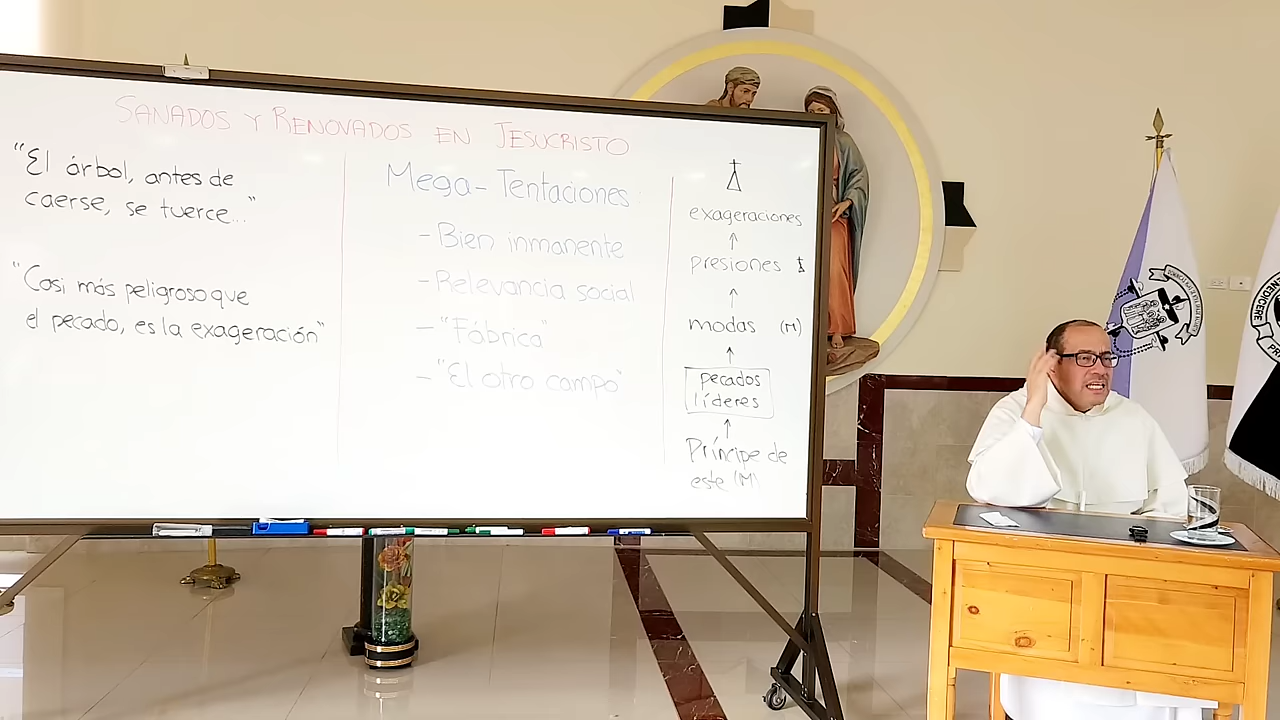 SANADOS Y RENOVADOS EN JESUCRISTO
"El árbol, antes de
caerse, se tuerce..."
"Casi más peligroso que
el pecado, es la exageración"
Mega-Tentaciones:
- Bien inmanente
- Relevancia social
- "Fábrica"
- "El otro campo"
exageraciones
↑
presiones
↑
modas (M)
↑
pecados
líderes
↑
Príncipe de
este (M)
BENEDICERE